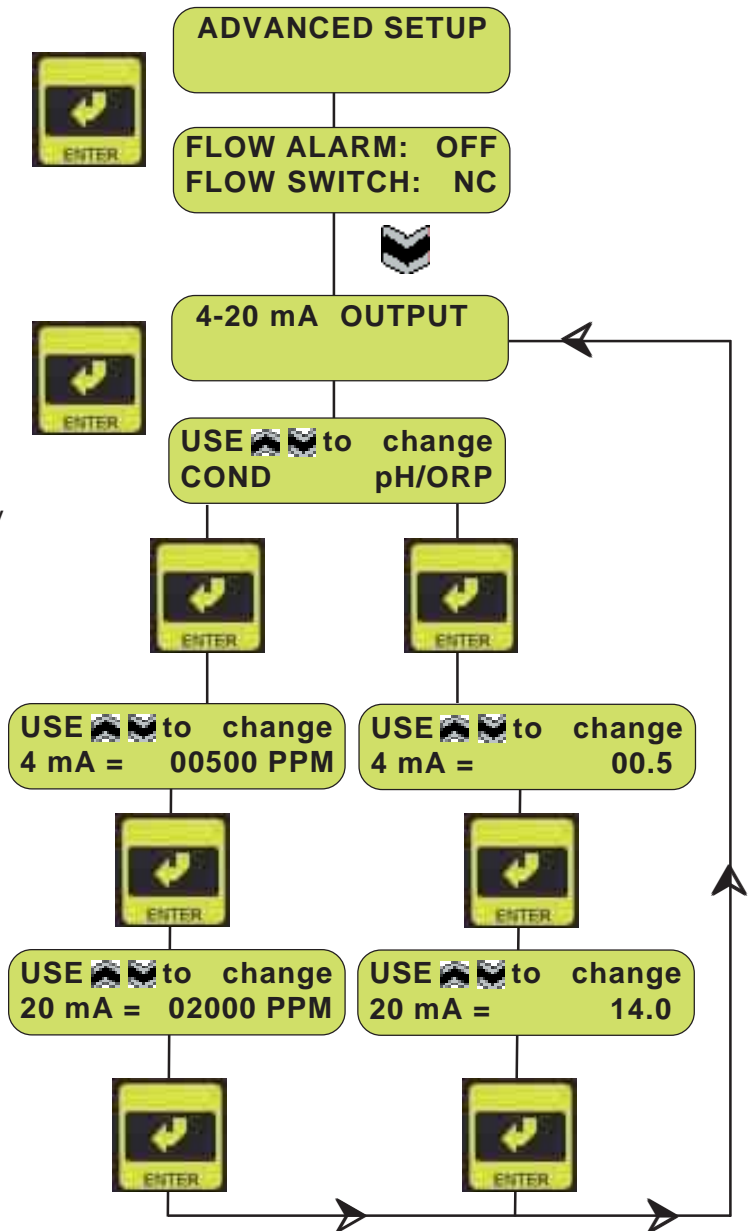 ADVANCED SETUP
ENTER
FLOW ALARM: OFF
FLOW SWITCH: NC
4-20 mA OUTPUT
ENTER
USE to change
COND pH/ORP
ENTER
ENTER
USE to change
4 mA = 00500 PPM
USE to change
4 mA = 00.5
ENTER
ENTER
USE to change
20 mA = 02000 PPM
USE to change
20 mA = 14.0
ENTER
ENTER